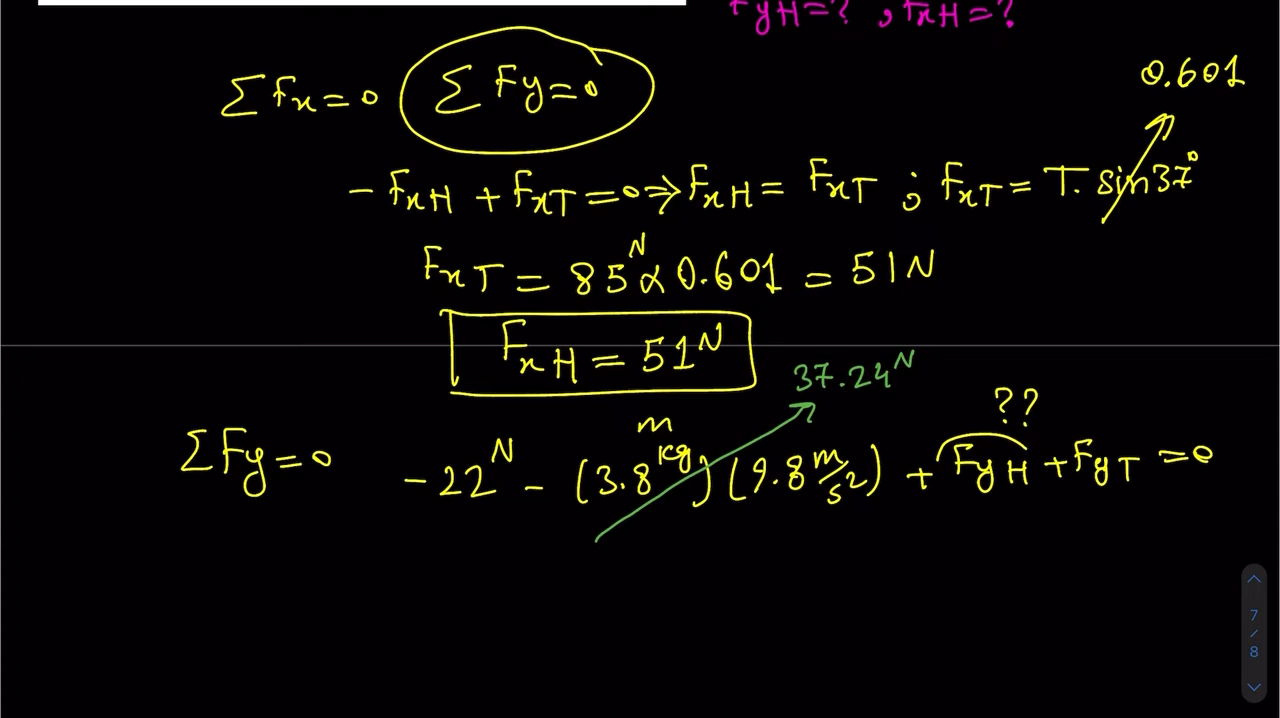 FyH=? , FxH=?
0.601
ΣFx=0 ΣFy=0
-FxH + FxT=0⇒FxH= FxT ; FxT= T. sin37°
FxT = 85N x 0.601 = 51N
FxH = 51N
37.24N
m ??
ΣFy=0 -22N - (3.8kg)(9.8m/s2) + FyH + FyT =0
7
/
8